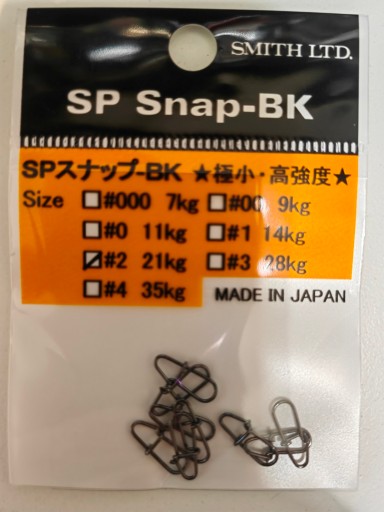 SMITH LTD.
SP Snap-BK
SPスナップ-BK ★極小・高強度★
Size □#000 7kg □#00 9kg
□#0 11kg □#1 14kg
☑#2 21kg □#3 28kg
□#4 35kg MADE IN JAPAN